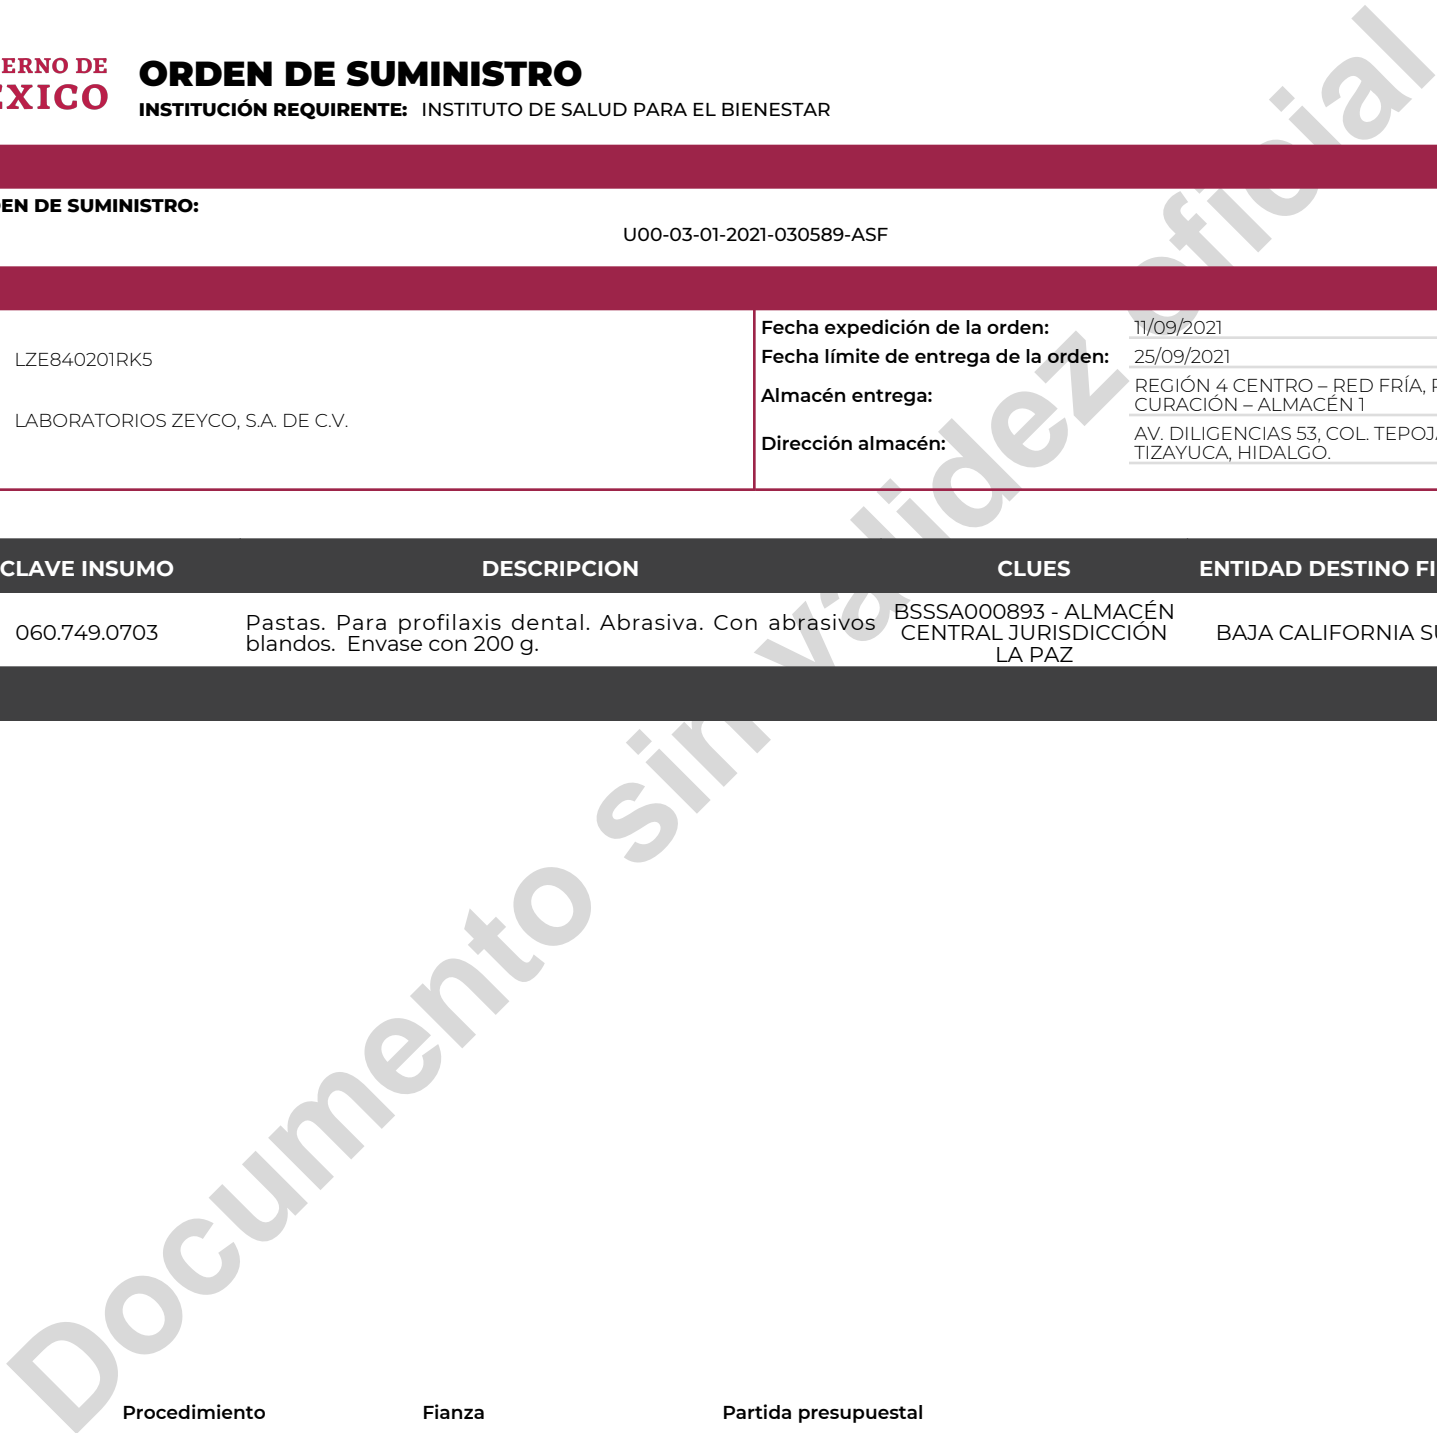 ERNO DE
EXICO
ORDEN DE SUMINISTRO
INSTITUCIÓN REQUIRENTE: INSTITUTO DE SALUD PARA EL BIENESTAR
EN DE SUMINISTRO:
U00-03-01-2021-030589-ASF
LZE840201RK5
LABORATORIOS ZEYCO, S.A. DE C.V.
Fecha expedición de la orden: 11/09/2021
Fecha límite de entrega de la orden: 25/09/2021
Almacén entrega: REGIÓN 4 CENTRO – RED FRÍA,
CURACIÓN – ALMACÉN 1
Dirección almacén: AV. DILIGENCIAS 53, COL. TEPOJ
TIZAYUCA, HIDALGO.
CLAVE INSUMO DESCRIPCION CLUES ENTIDAD DESTINO FI
060.749.0703
Pastas. Para profilaxis dental. Abrasiva. Con abrasivos
blandos. Envase con 200 g.
BSSSA000893 - ALMACÉN
CENTRAL JURISDICCIÓN
LA PAZ
BAJA CALIFORNIA SU
Documento sin validez oficial
Procedimiento Fianza Partida presupuestal